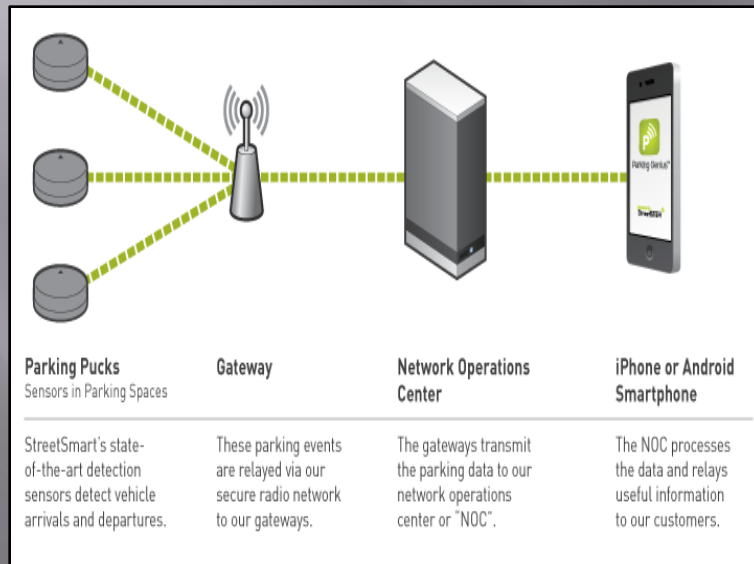 P
Parking Genius™
StreetSmart
Parking Pucks
Sensors in Parking Spaces
StreetSmart's state-
of-the-art detection
sensors detect vehicle
arrivals and departures.
Gateway
These parking events
are relayed via our
secure radio network
to our gateways.
Network Operations
Center
The gateways transmit
the parking data to our
network operations
center or "NOC".
iPhone or Android
Smartphone
The NOC processes
the data and relays
useful information
to our customers.